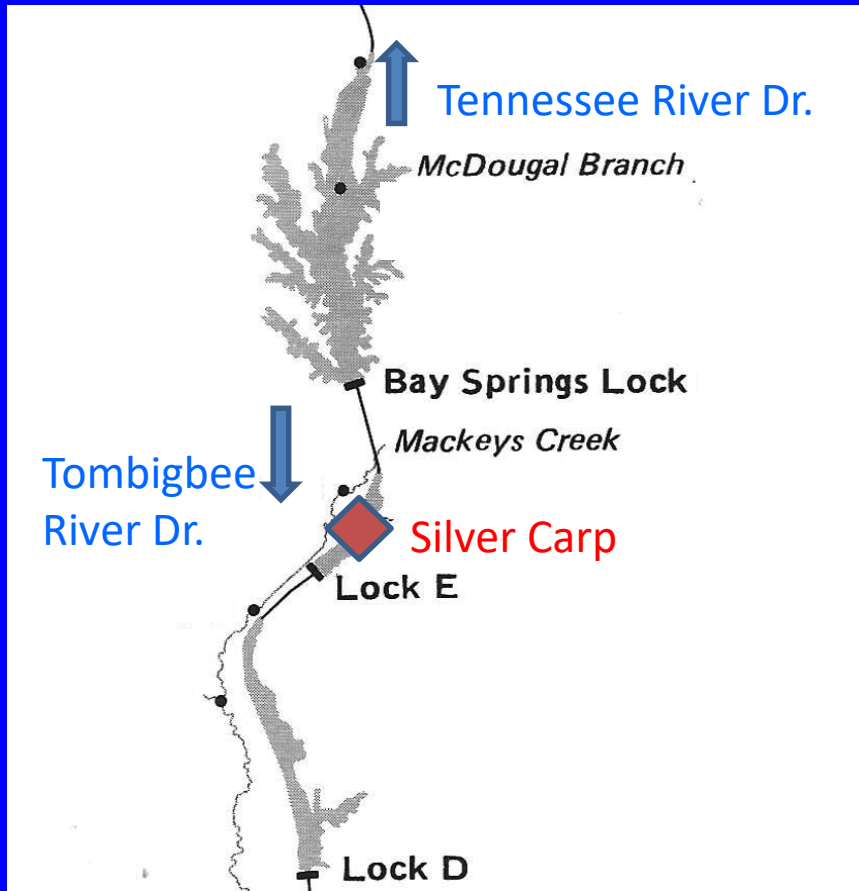 Tennessee River Dr.
McDougal Branch
Bay Springs Lock
Mackeys Creek
Tombigbee
River Dr.
Silver Carp
Lock E
Lock D